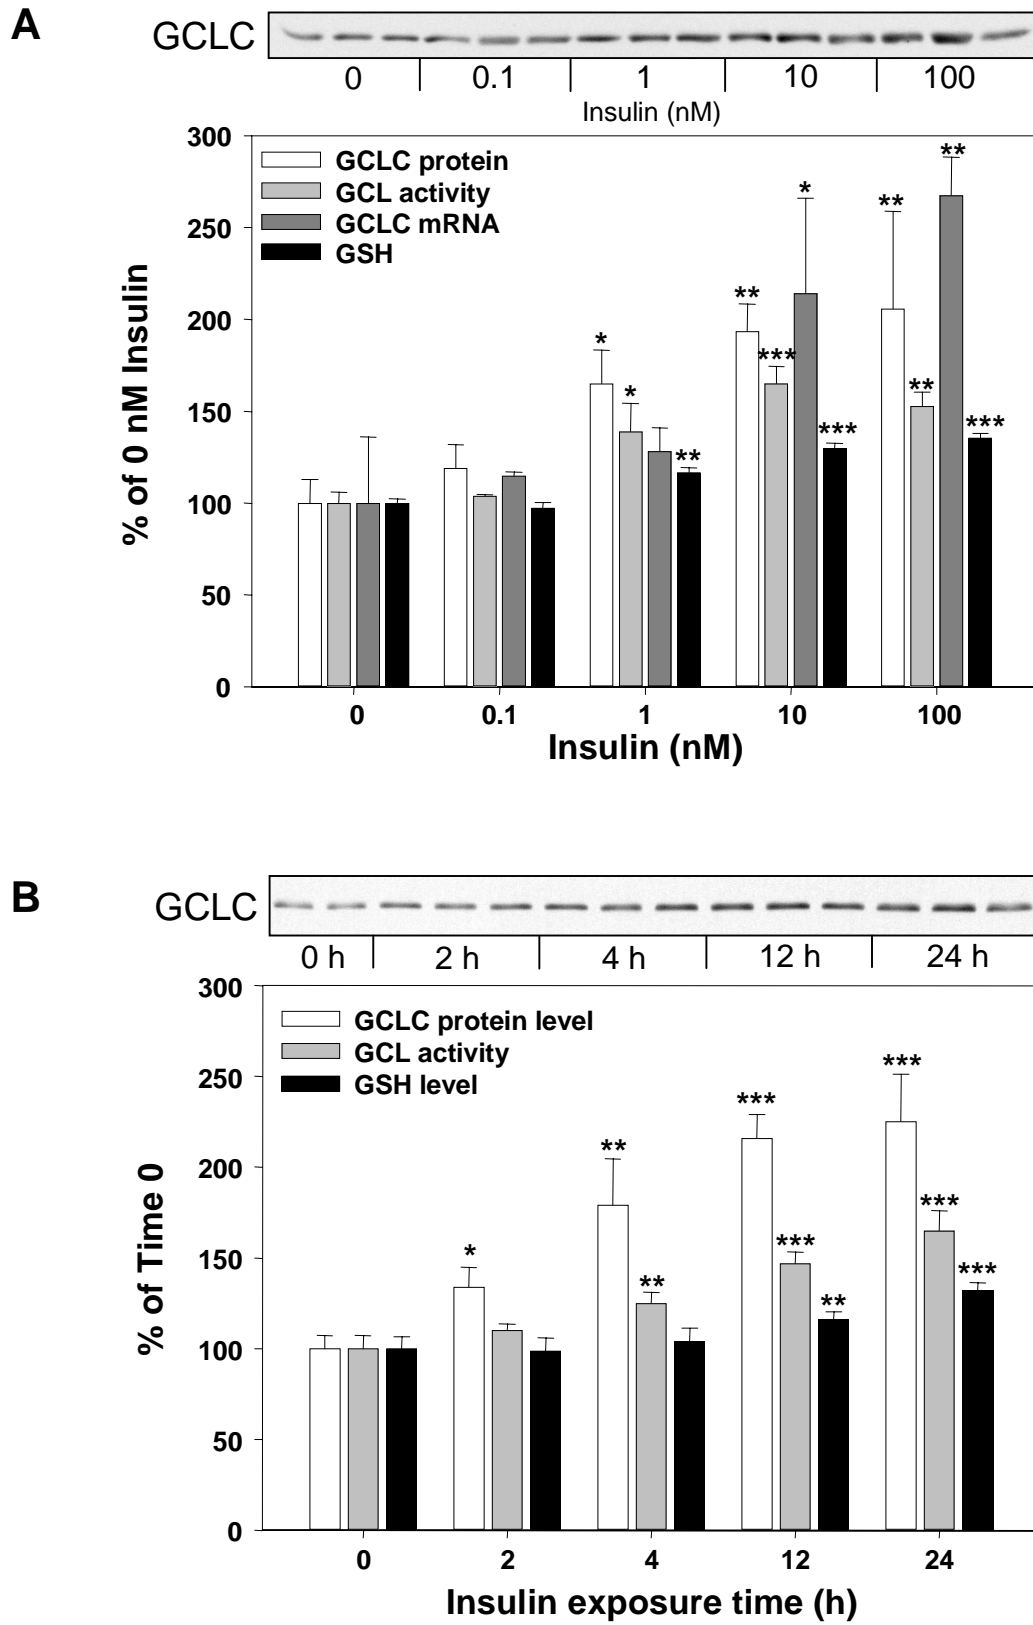 A
GCLC
0 0.1 1 10 100
Insulin (nM)
300
GCLC protein
GCL activity
GCLC mRNA
GSH
250
200
150
100
50
0
% of 0 nM Insulin
* * **
** *** * ***
** ** ** ***
0 0.1 1 10 100
Insulin (nM)
B
GCLC
0 h 2 h 4 h 12 h 24 h
300
GCLC protein level
GCL activity
GSH level
250
200
150
100
50
0
% of Time 0
*
** **
*** *** **
*** *** ***
0 2 4 12 24
Insulin exposure time (h)